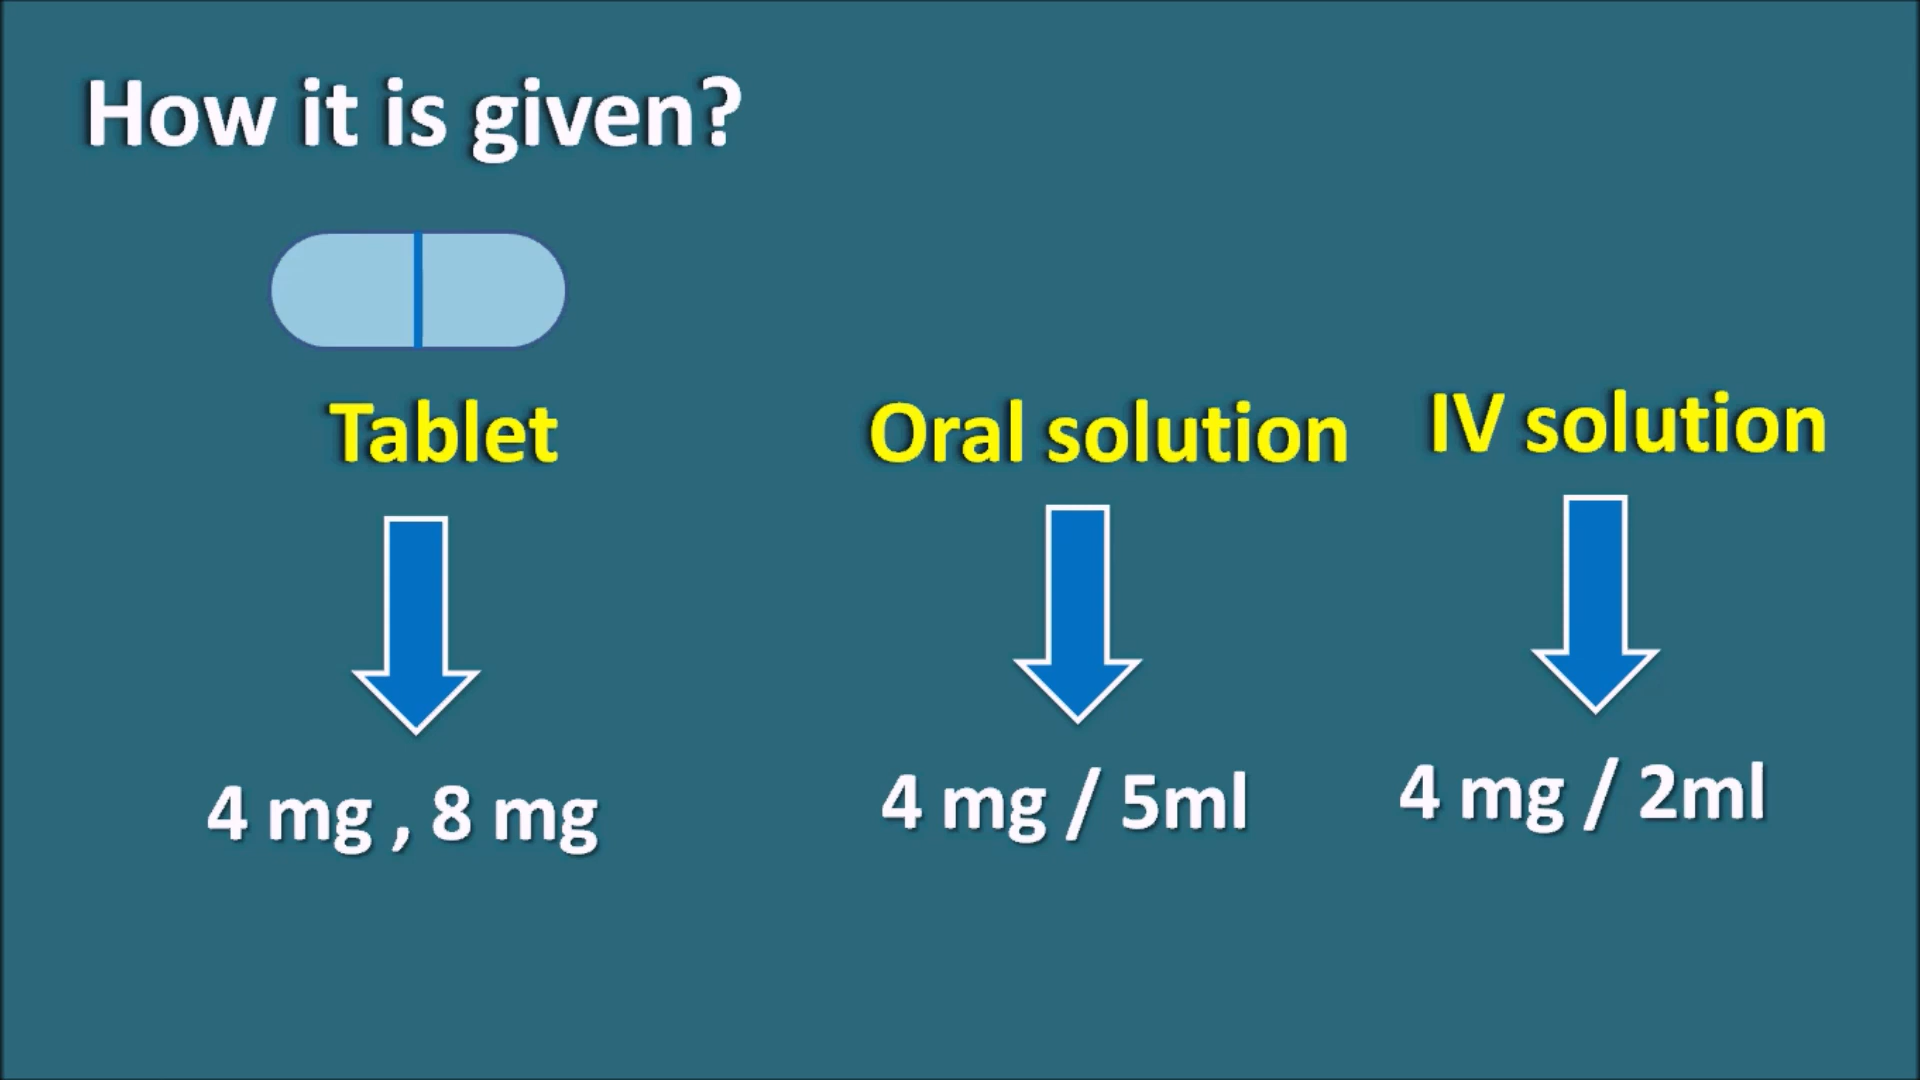 How it is given?
Tablet
Oral solution
IV solution
4 mg , 8 mg
4 mg / 5ml
4 mg / 2ml